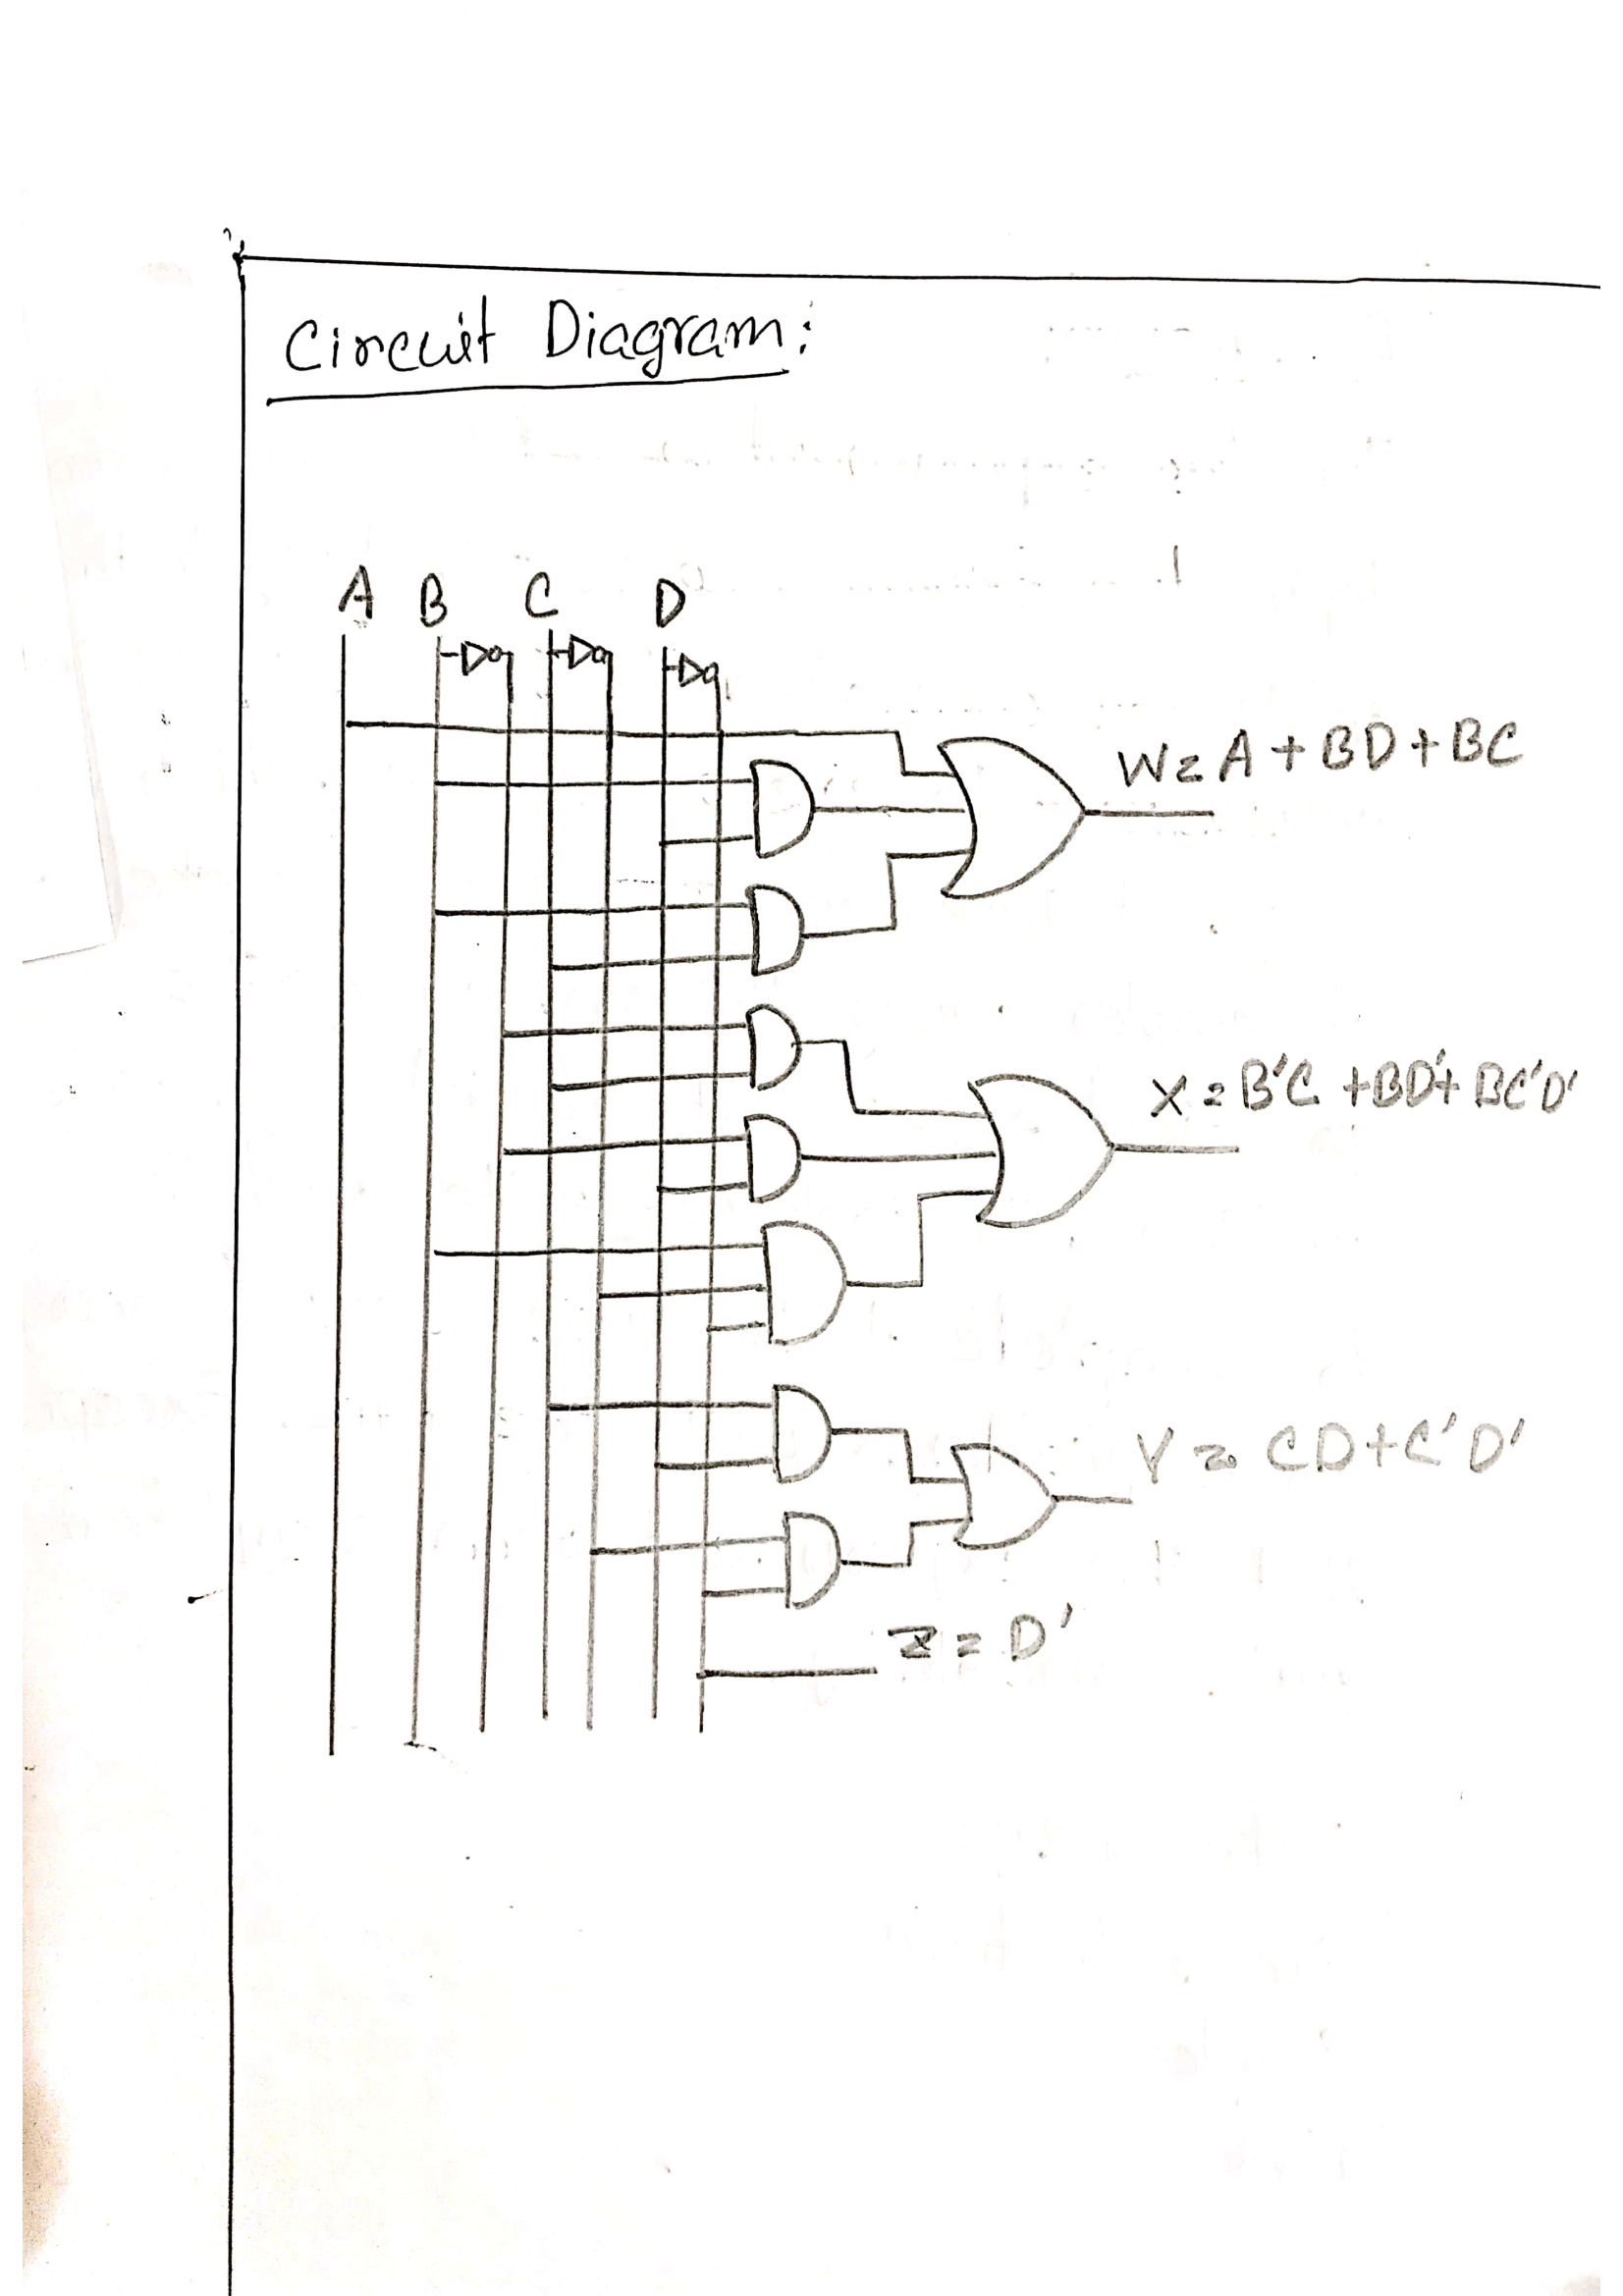 Circuit Diagram:
A B C D
W = A + BD + BC
X = B'C + BD' + BC'D'
Y = CD + C'D'
Z = D'